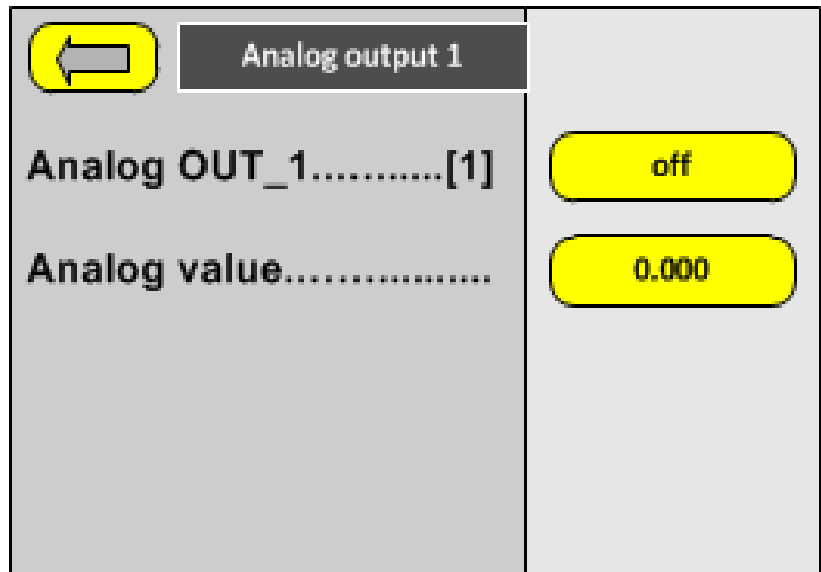 Analog output 1
Analog OUT_1...........[1] off
Analog value.................. 0.000